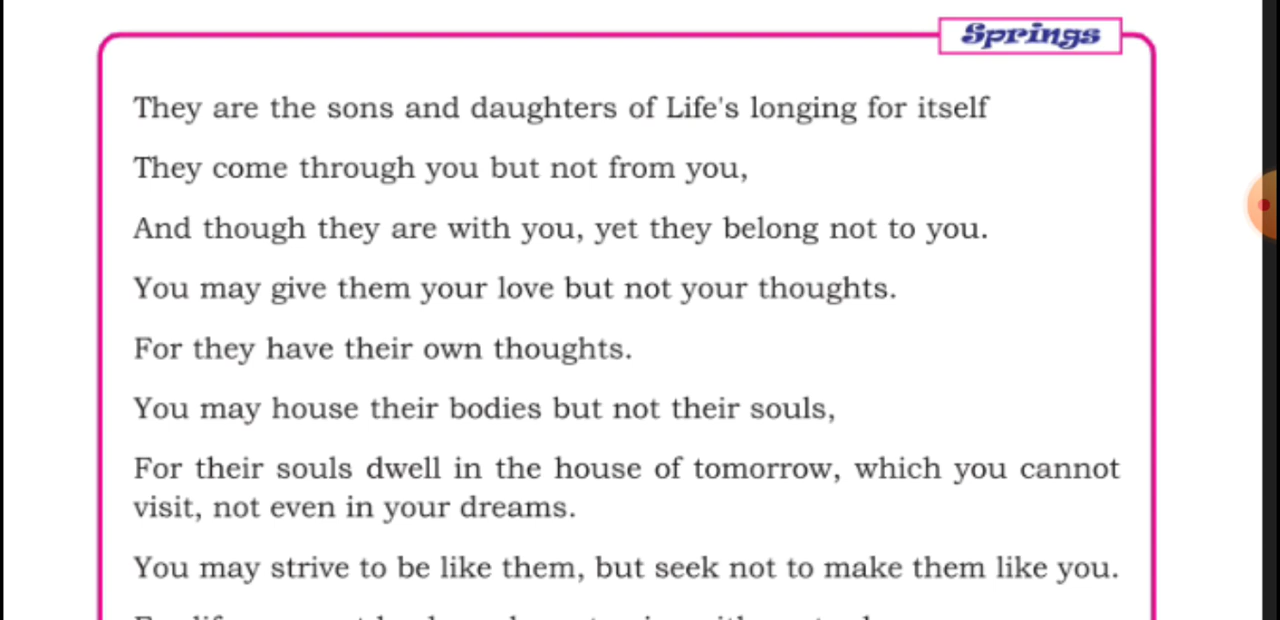 Springs
They are the sons and daughters of Life's longing for itself
They come through you but not from you,
And though they are with you, yet they belong not to you.
You may give them your love but not your thoughts.
For they have their own thoughts.
You may house their bodies but not their souls,
For their souls dwell in the house of tomorrow, which you cannot
visit, not even in your dreams.
You may strive to be like them, but seek not to make them like you.